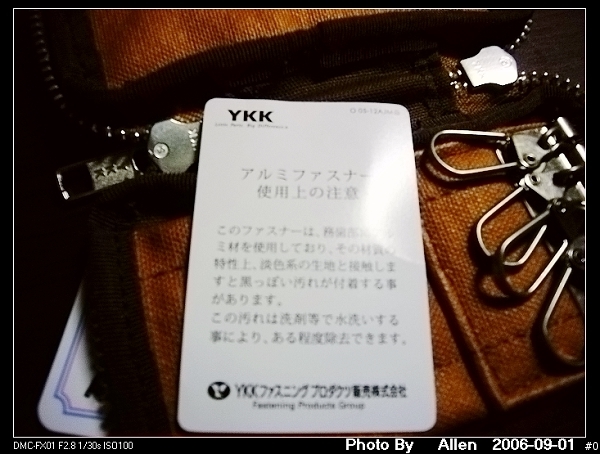 YKK
アルミファスナー
使用上の注意
このファスナーは、務歯部にアル
ミ材を使用しており、その材質の
特性上、淡色系の生地と接触しま
すと黒っぽい汚れが付着する事
があります。
この汚れは洗剤等で水洗いする
事により、ある程度除去できます。
YKKファスニングプロダクツ販売株式会社
Fastening Products Group
DMC-FX01 F2.8 1/30s ISO100
Photo By Allen 2006-09-01 #0